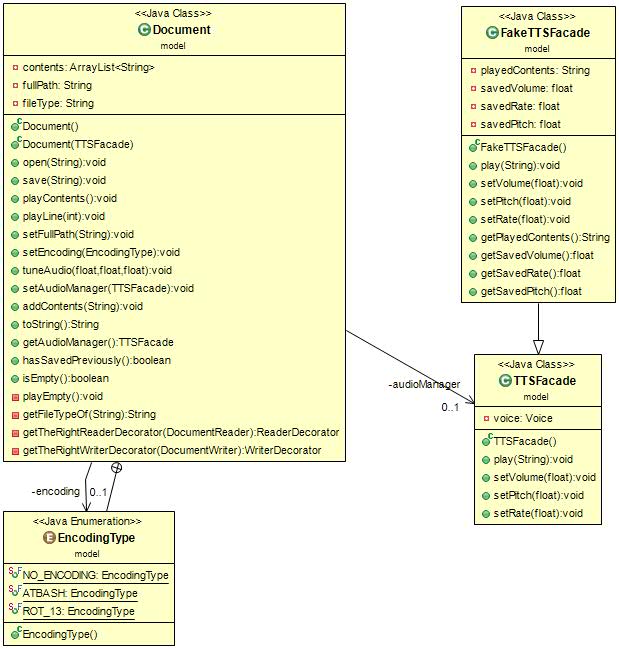 <<Java Class>>
Document
model
contents: ArrayList<String>
fullPath: String
fileType: String
Document()
Document(TTSFacade)
open(String):void
save(String):void
playContents():void
playLine(int):void
setFullPath(String):void
setEncoding(EncodingType):void
tuneAudio(float,float,float):void
setAudioManager(TTSFacade):void
addContents(String):void
toString():String
getAudioManager():TTSFacade
hasSavedPreviously():boolean
isEmpty():boolean
playEmpty():void
getFileTypeOf(String):String
getTheRightReaderDecorator(DocumentReader):ReaderDecorator
getTheRightWriterDecorator(DocumentWriter):WriterDecorator
<<Java Class>>
FakeTTSFacade
model
playedContents: String
savedVolume: float
savedRate: float
savedPitch: float
FakeTTSFacade()
play(String):void
setVolume(float):void
setPitch(float):void
setRate(float):void
getPlayedContents():String
getSavedVolume():float
getSavedRate():float
getSavedPitch():float
-audioManager
0..1
<<Java Class>>
TTSFacade
model
voice: Voice
TTSFacade()
play(String):void
setVolume(float):void
setPitch(float):void
setRate(float):void
-encoding 0..1
<<Java Enumeration>>
EncodingType
model
NO_ENCODING: EncodingType
ATBASH: EncodingType
ROT_13: EncodingType
EncodingType()